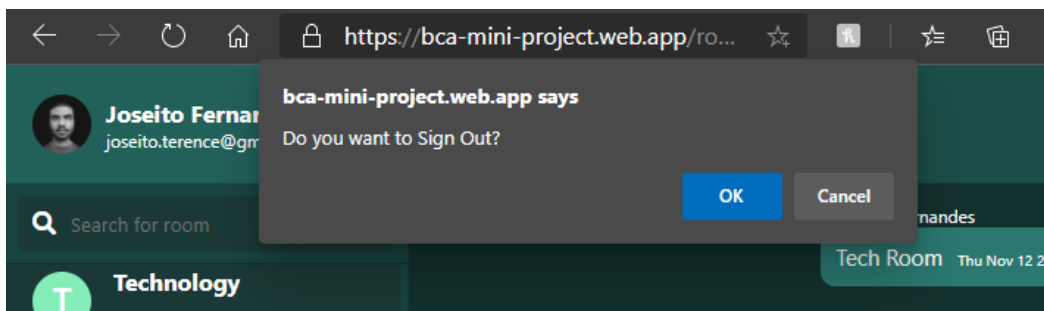 https://bca-mini-project.web.app/ro...
bca-mini-project.web.app says
Do you want to Sign Out?
OK
Cancel
Joseito Fernar
joseito.terence@gm
Search for room
T
Technology
nandes
Tech Room Thu Nov 12 2